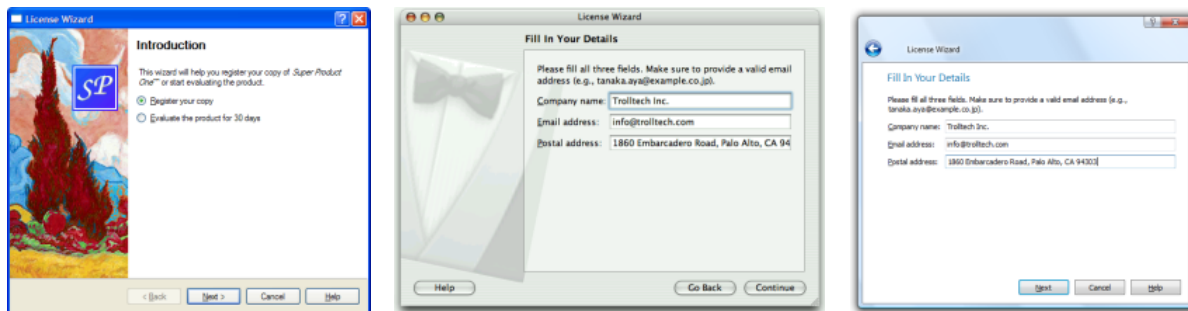 License Wizard
Introduction
SP
This wizard will help you register your copy of Super Product
One™ or start evaluating the product.
Register your copy
Evaluate the product for 30 days
< Back
Next >
Cancel
Help
License Wizard
Fill In Your Details
Please fill all three fields. Make sure to provide a valid email
address (e.g., tanaka.aya@example.co.jp).
Company name: Trolltech Inc.
Email address: info@trolltech.com
Postal address: 1860 Embarcadero Road, Palo Alto, CA 94
Help
Go Back
Continue
License Wizard
Fill In Your Details
Please fill all three fields. Make sure to provide a valid email address (e.g.,
tanaka.aya@example.co.jp).
Company name: Trolltech Inc.
Email address: info@trolltech.com
Postal address: 1860 Embarcadero Road, Palo Alto, CA 94303
Next
Cancel
Help